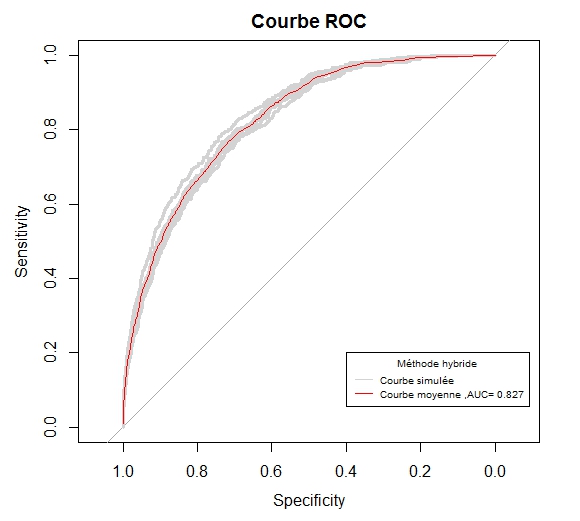 Courbe ROC
Sensitivity
1.0
0.8
0.6
0.4
0.2
0.0
Méthode hybride
Courbe simulée
Courbe moyenne ,AUC= 0.827
1.0 0.8 0.6 0.4 0.2 0.0
Specificity